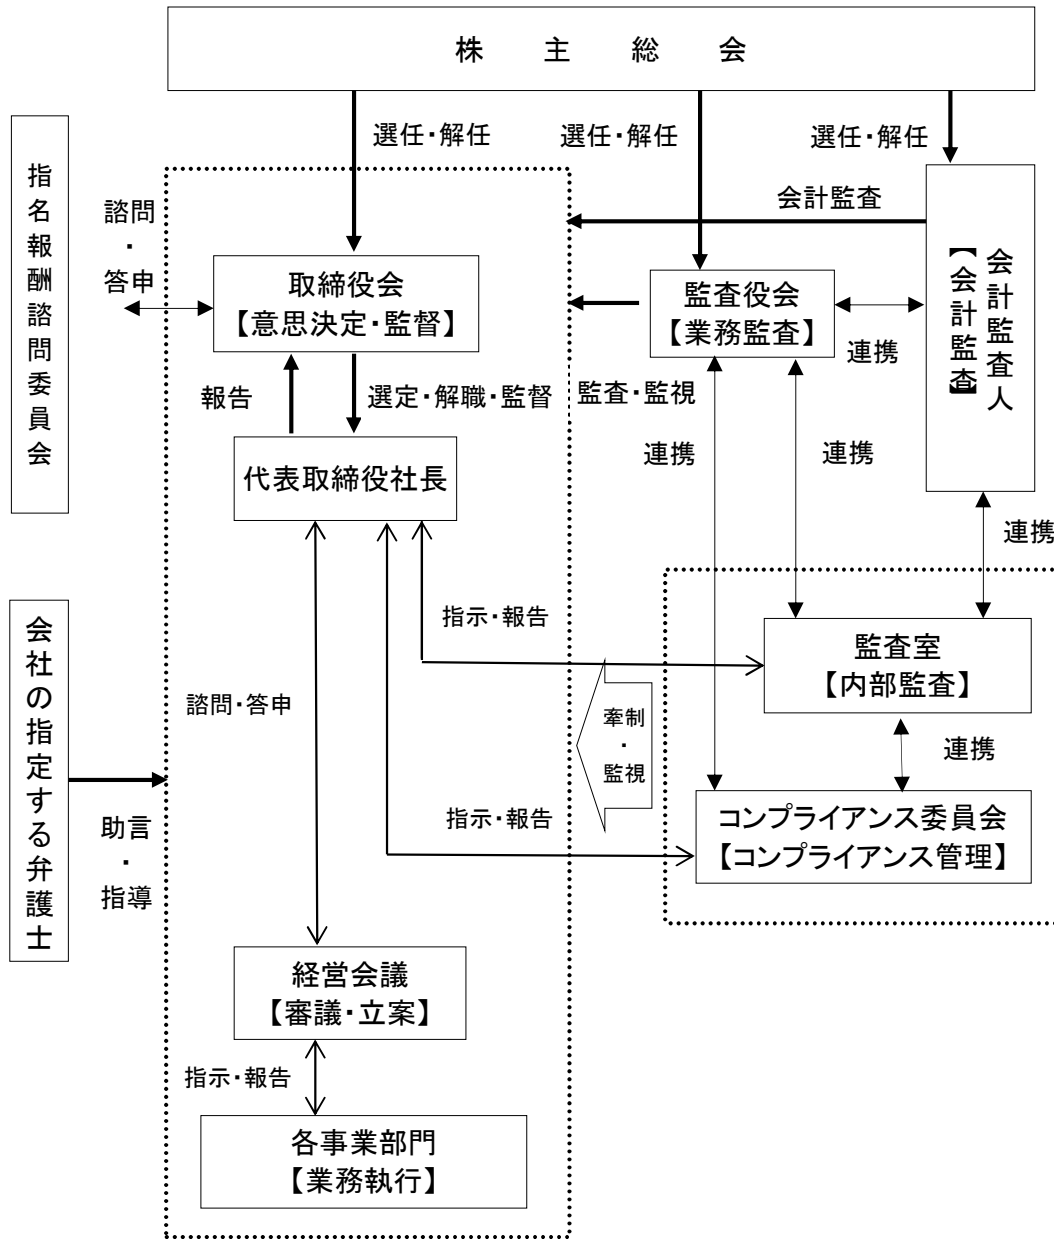 株主総会
選任・解任
選任・解任
選任・解任
指名報酬諮問委員会
諮問
・
答申
会計監査
会計監査人
【会計監査】
取締役会
【意思決定・監督】
監査役会
【業務監査】
連携
報告
選定・解職・監督
監査・監視
連携
連携
代表取締役社長
連携
会社の指定する弁護士
助言
・
指導
指示・報告
監査室
【内部監査】
諮問・答申
牽制
・
監視
連携
指示・報告
コンプライアンス委員会
【コンプライアンス管理】
経営会議
【審議・立案】
指示・報告
各事業部門
【業務執行】